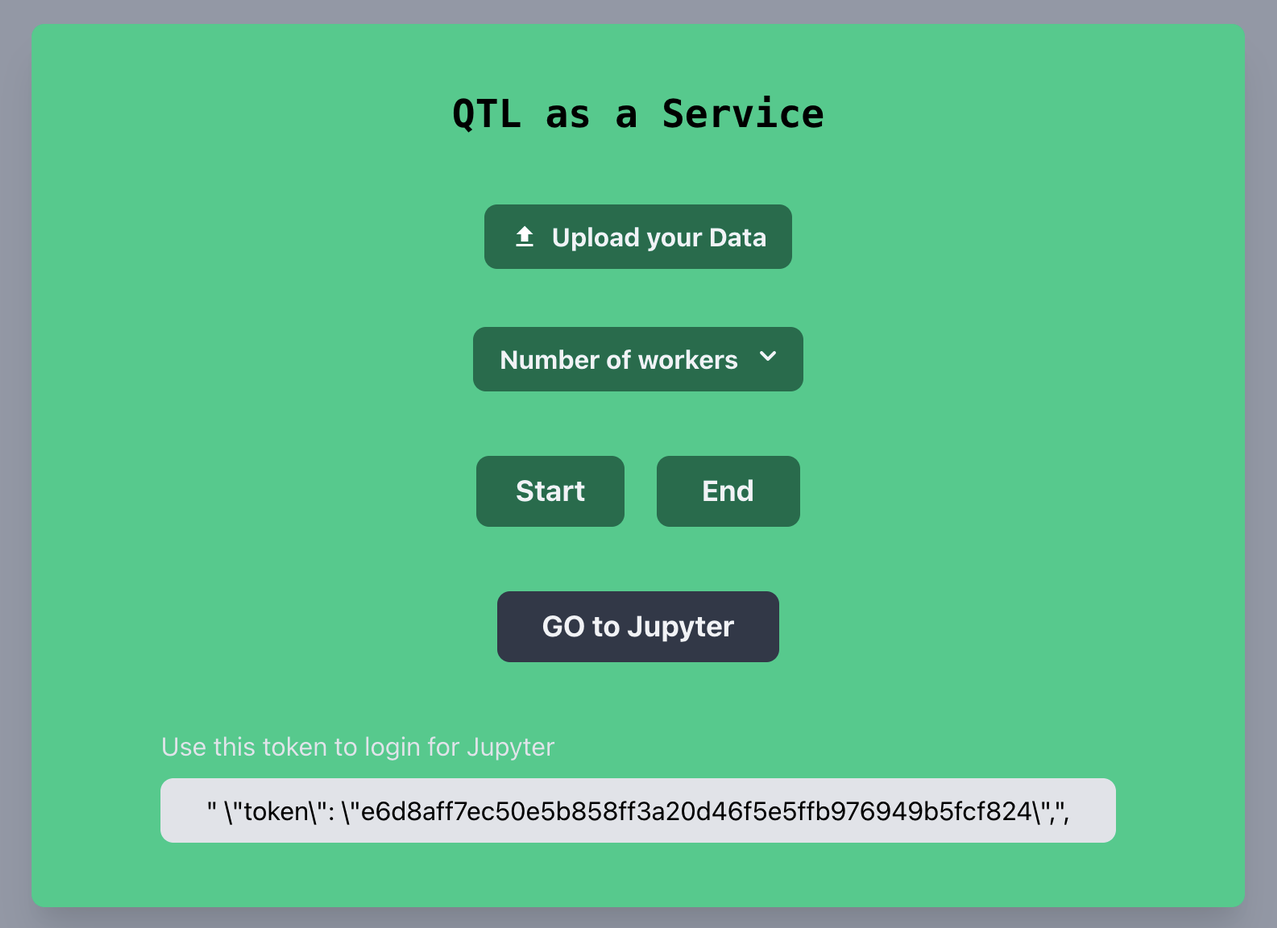 QTL as a Service
Upload your Data
Number of workers
Start End
GO to Jupyter
Use this token to login for Jupyter
" \"token\": \"e6d8aff7ec50e5b858ff3a20d46f5e5ffb976949b5fcf824\",",